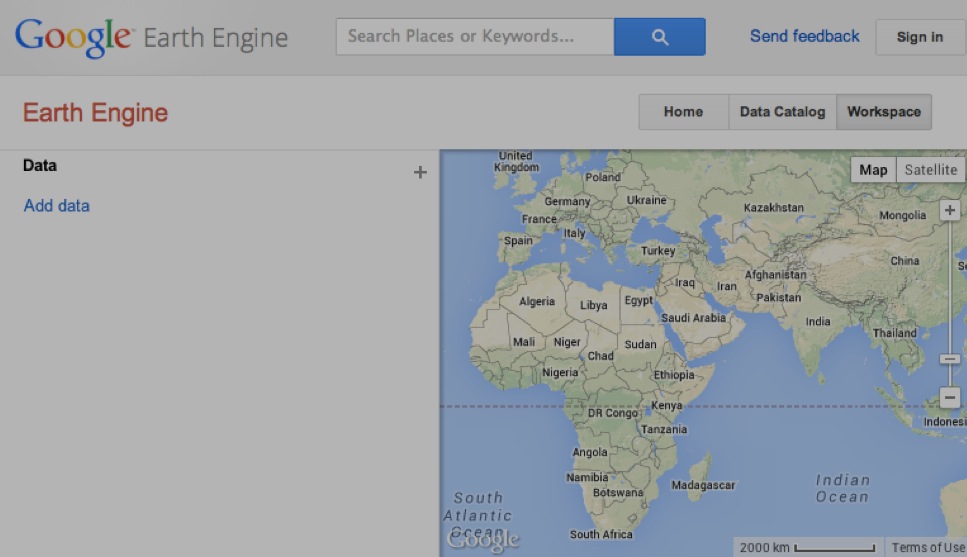 Google Earth Engine
Search Places or Keywords...
Send feedback
Sign in
Earth Engine
Home
Data Catalog
Workspace
Data
Add data
Map
Satellite
United
Kingdom
Poland
Germany
Ukraine
Kazakhstan
Mongolia
France
Italy
Spain
Turkey
China
Afghanistan
Iraq
Iran
Pakistan
Algeria
Libya
Egypt
Saudi Arabia
India
Thailand
Mali
Niger
Sudan
Chad
Nigeria
Ethiopia
DR Congo
Kenya
Indonesi
Tanzania
Angola
Namibia
Botswana
Madagascar
Indian
Ocean
South
Atlantic
Ocean
Google
South Africa
2000 km
Terms of Use